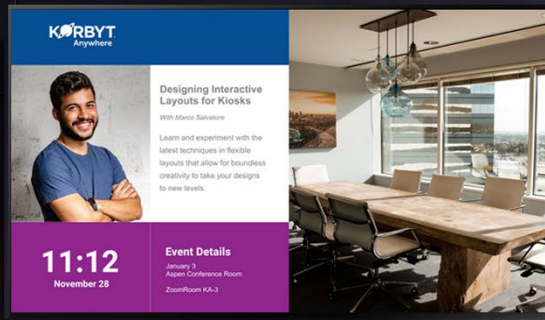 KORBYT
Anywhere
Designing Interactive
Layouts for Kiosks
With Marco Salvatore
Learn and experiment with the
latest techniques in flexible
layouts that allow for boundless
creativity to take your designs
to new levels.
11:12
November 28
Event Details
January 3
Aspen Conference Room
ZoomRoom KA-3